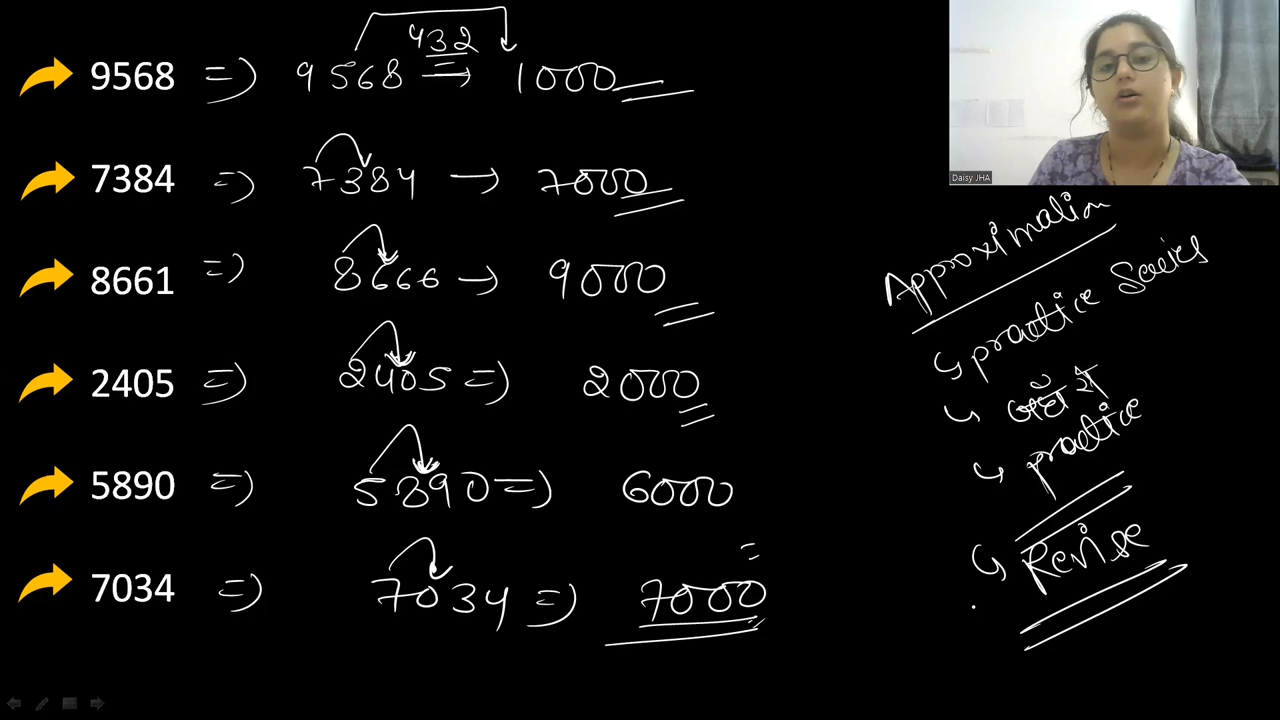 432
9568 => 9568 → 1000
7384 => 7384 → 7000
8661 => 8666 → 9000
2405 => 2405 => 2000
5890 => 5890 => 6000
7034 => 7034 => 7000
Daisy JHA
Approximation
↳ practice Series
↳
↳ practice
↳ Revise